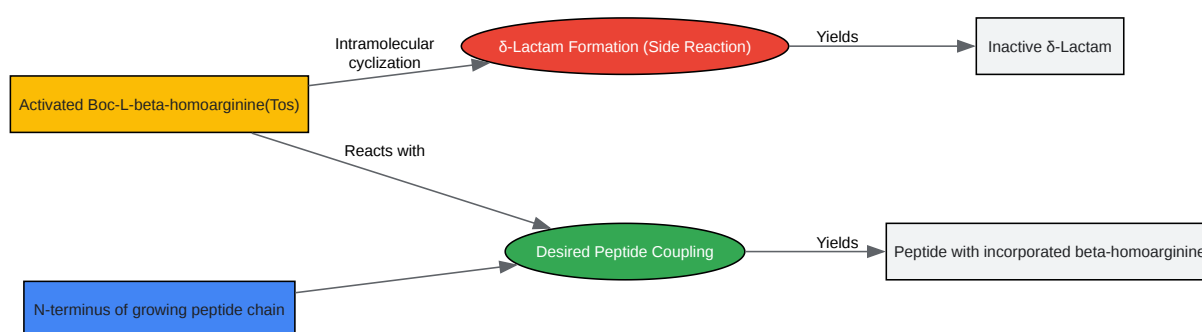 Intramolecular
cyclization
δ-Lactam Formation (Side Reaction)
Yields
Inactive δ-Lactam
Activated Boc-L-beta-homoarginine(Tos)
Reacts with
Desired Peptide Coupling
Yields
Peptide with incorporated beta-homoarginine
N-terminus of growing peptide chain